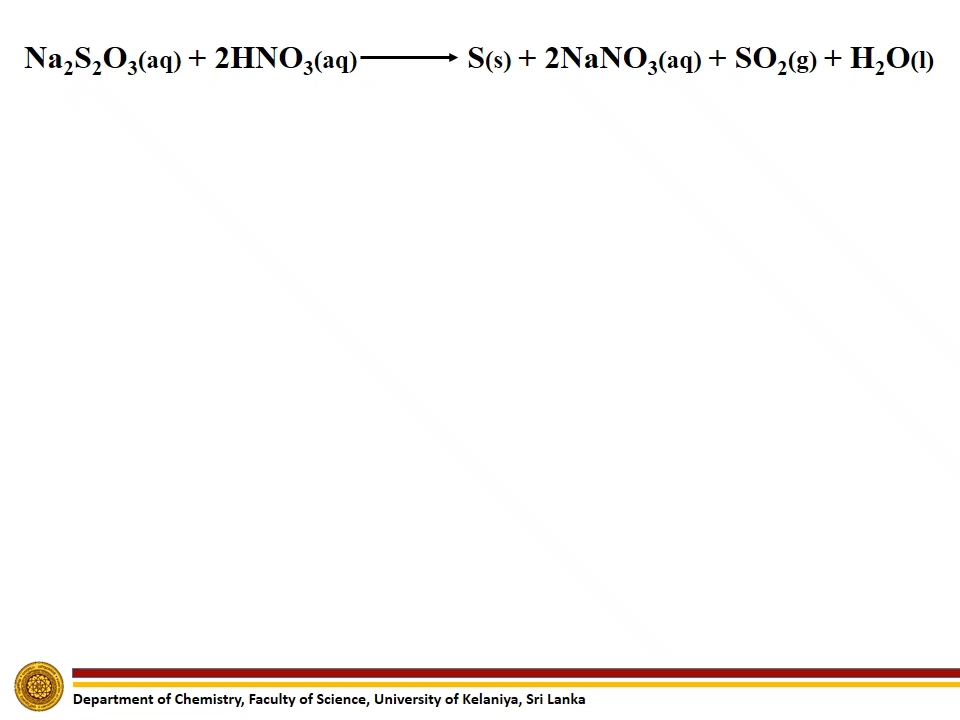 Na₂S₂O₃(aq) + 2HNO₃(aq) ⟶ S(s) + 2NaNO₃(aq) + SO₂(g) + H₂O(l)
Department of Chemistry, Faculty of Science, University of Kelaniya, Sri Lanka